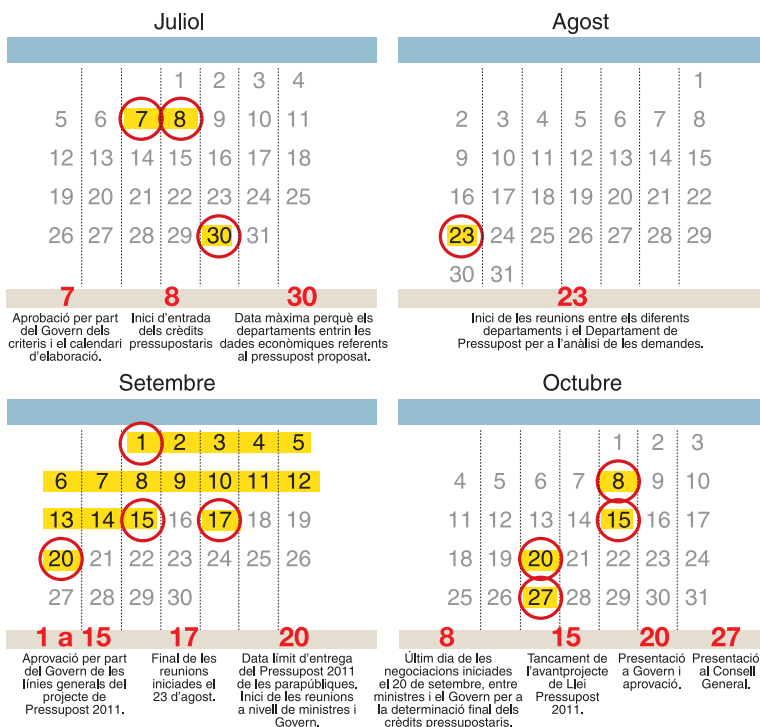 Juliol
1 2 3 4
5 6 7 8 9 10 11
12 13 14 15 16 17 18
19 20 21 22 23 24 25
26 27 28 29 30 31
7 8 30
Aprobació per part
del Govern dels
criteris i el calendari
d'elaboració.
Inici d'entrada
dels crèdits
pressupostaris
Data màxima perquè els
departaments entrin les
dades econòmiques referents
al pressupost proposat.
Agost
1
2 3 4 5 6 7 8
9 10 11 12 13 14 15
16 17 18 19 20 21 22
23 24 25 26 27 28 29
30 31
23
Inici de les reunions entre els diferents
departaments i el Departament de
Pressupost per a l'anàlisi de les demandes.
Setembre
1 2 3 4 5
6 7 8 9 10 11 12
13 14 15 16 17 18 19
20 21 22 23 24 25 26
27 28 29 30
1 a 15 17 20
Aprovació per part
del Govern de les
línies generals del
projecte de
Pressupost 2011.
Final de les
reunions
iniciades el
23 d'agost.
Data límit d'entrega
del Pressupost 2011
de les parapúbliques.
Inici de les reunions
a nivell de ministres i
Govern.
Octubre
1 2 3
4 5 6 7 8 9 10
11 12 13 14 15 16 17
18 19 20 21 22 23 24
25 26 27 28 29 30 31
8 15 20 27
Últim dia de les
negociacions iniciades
el 20 de setembre, entre
ministres i el Govern per a
la determinació final dels
crèdits pressupostaris.
Tancament de
l'avantprojecte
de Llei
Pressupost
2011.
Presentació
a Govern i
aprovació.
Presentació
al Consell
General.